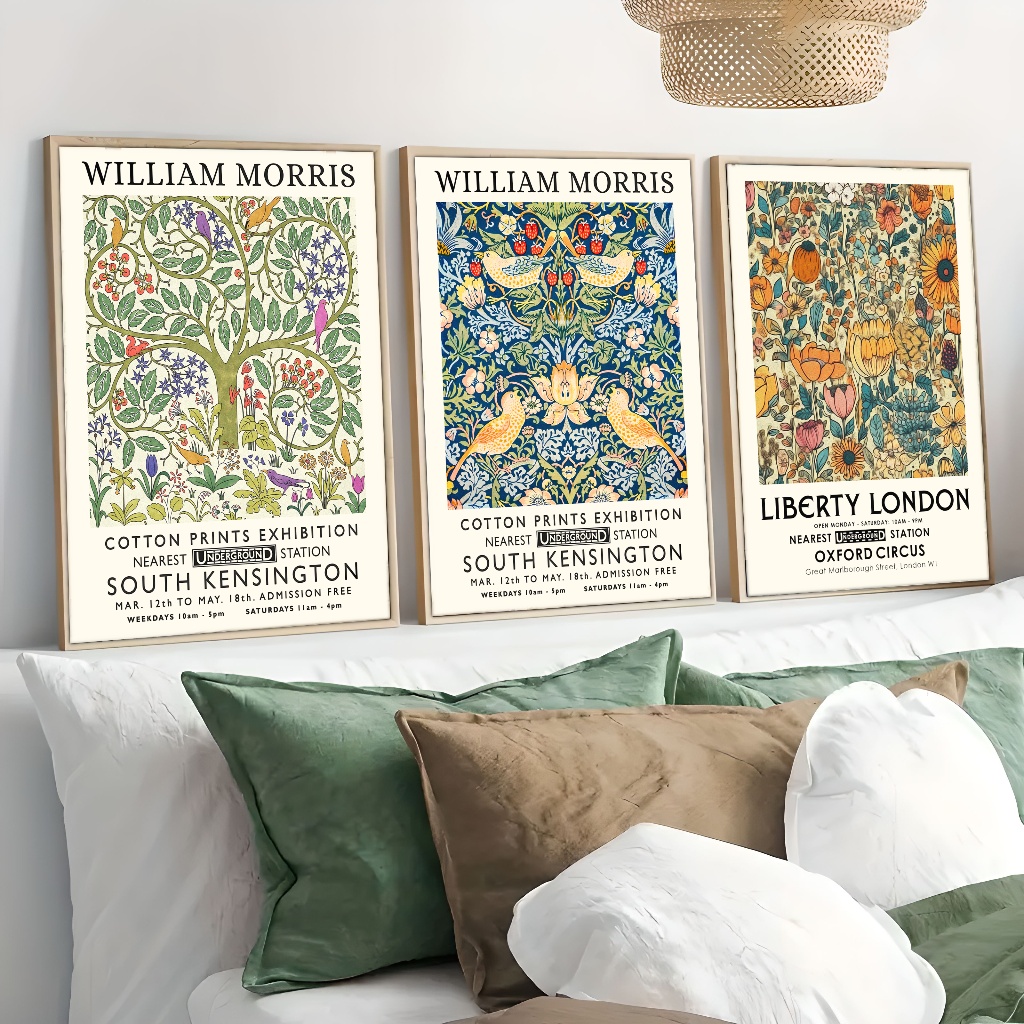 WILLIAM MORRIS
COTTON PRINTS EXHIBITION
NEAREST UNDERGROUND STATION
SOUTH KENSINGTON
MAR. 12th TO MAY. 18th. ADMISSION FREE
WEEKDAYS 10am - 5pm SATURDAYS 11am - 4pm
WILLIAM MORRIS
COTTON PRINTS EXHIBITION
NEAREST UNDERGROUND STATION
SOUTH KENSINGTON
MAR. 12th TO MAY. 18th. ADMISSION FREE
WEEKDAYS 10am - 5pm SATURDAYS 11am - 4pm
LIBERTY LONDON
OPEN MONDAY - SATURDAY: 10AM - 9PM
NEAREST UNDERGROUND STATION
OXFORD CIRCUS
Great Marlborough Street, London W1